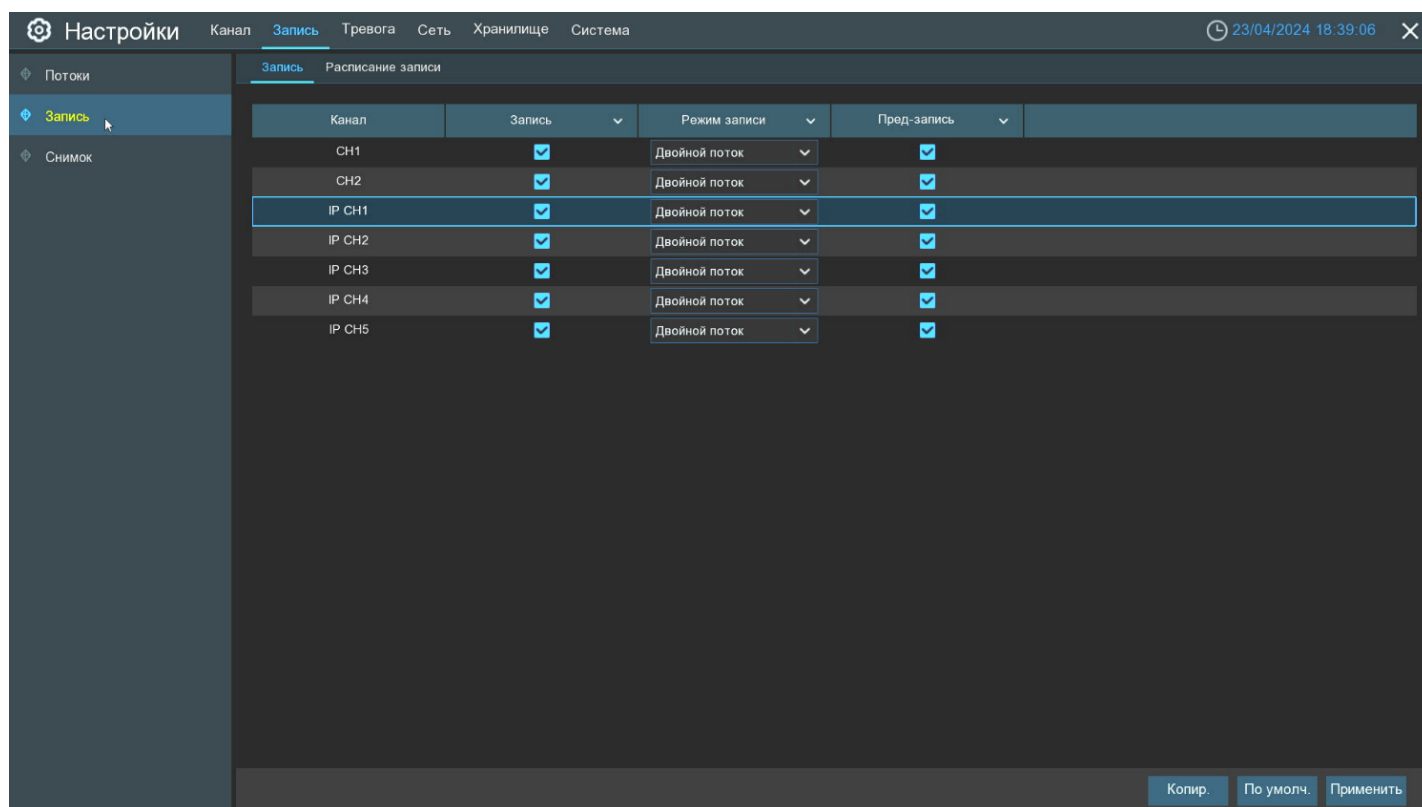 Настройки Канал Запись Тревога Сеть Хранилище Система 23/04/2024 18:39:06
Потоки
Запись
Снимок
Запись Расписание записи
Канал Запись Режим записи Пред-запись
CH1 Двойной поток
CH2 Двойной поток
IP CH1 Двойной поток
IP CH2 Двойной поток
IP CH3 Двойной поток
IP CH4 Двойной поток
IP CH5 Двойной поток
Копир. По умолч. Применить